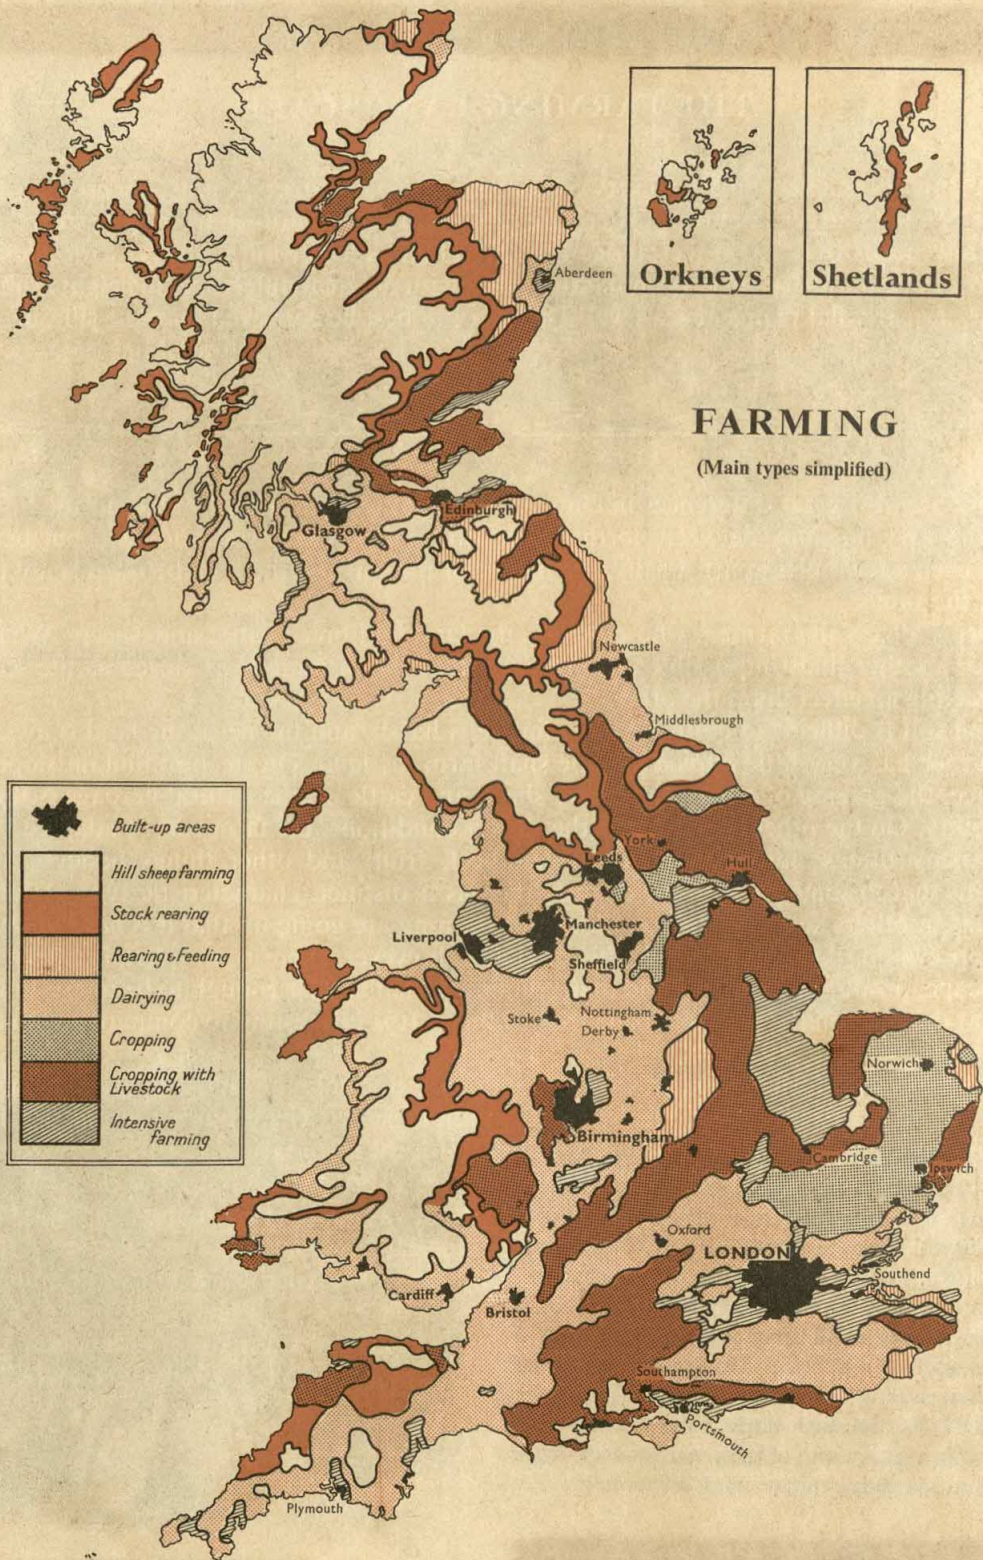 Orkneys
Shetlands
Aberdeen
FARMING
(Main types simplified)
Edinburgh
Glasgow
Newcastle
Middlesbrough
Built-up areas
Hill sheep farming
Stock rearing
Rearing & Feeding
Dairying
Cropping
Cropping with
Livestock
Intensive
farming
York
Leeds
Hull
Manchester
Liverpool
Sheffield
Stoke
Nottingham
Derby
Norwich
Birmingham
Cambridge
Ipswich
Oxford
LONDON
Southend
Cardiff
Bristol
Southampton
Portsmouth
Plymouth